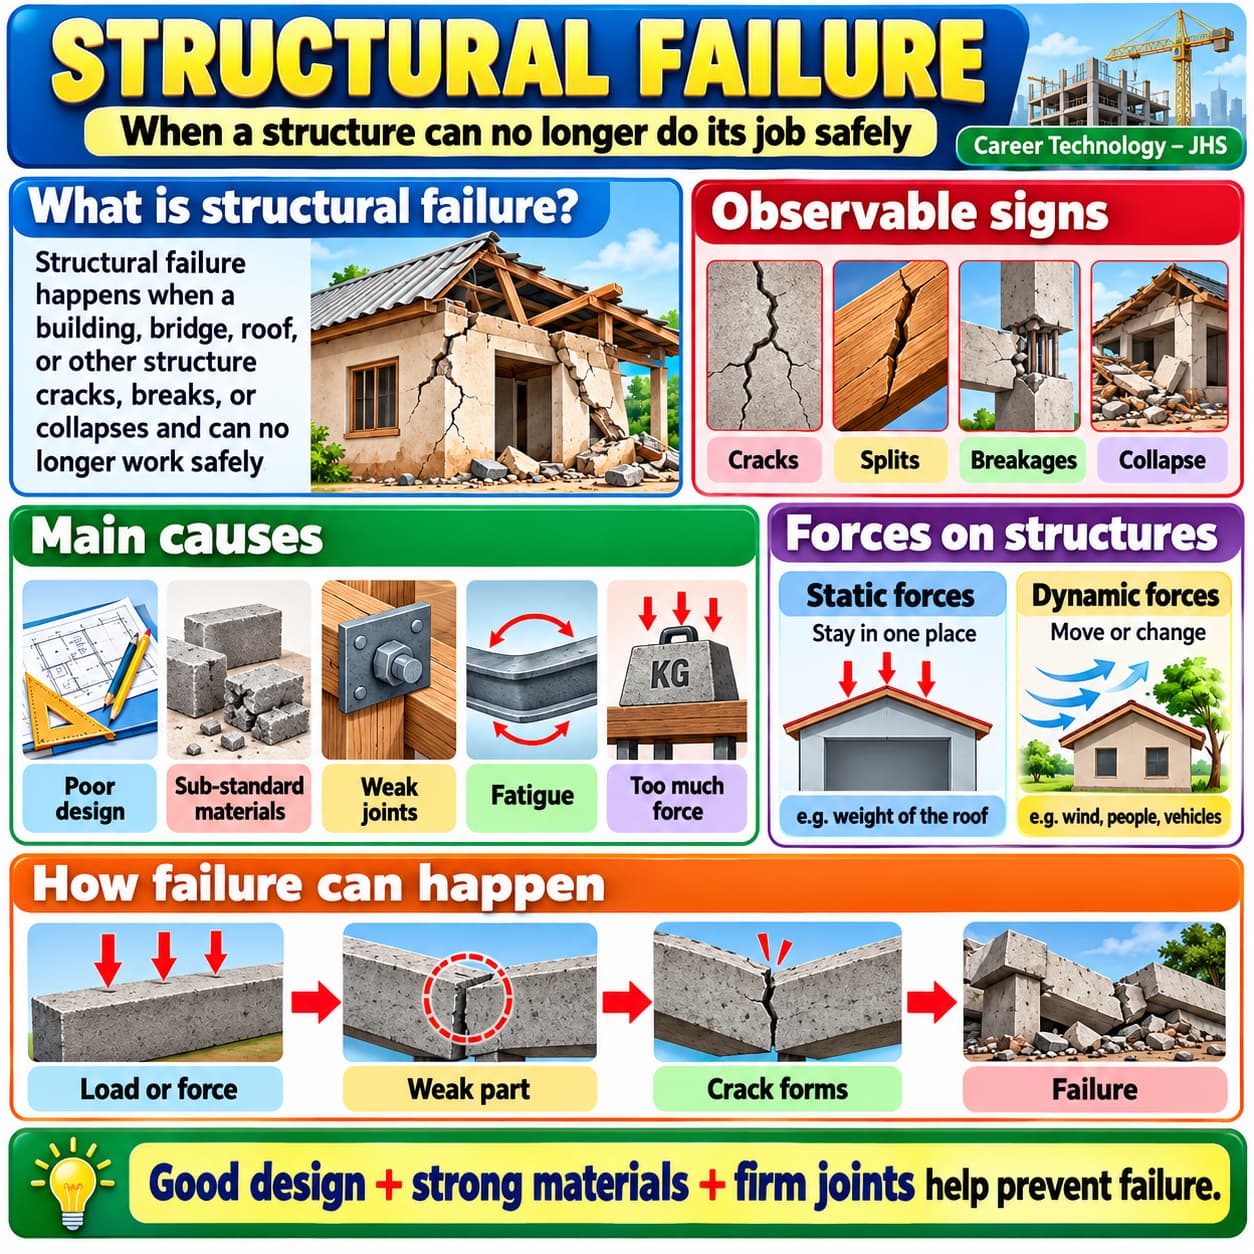 STRUCTURAL FAILURE
When a structure can no longer do its job safely
Career Technology – JHS
What is structural failure?
Structural failure
happens when a
building, bridge, roof,
or other structure
cracks, breaks, or
collapses and can no
longer work safely
Observable signs
Cracks
Splits
Breakages
Collapse
Main causes
Poor
design
Sub-standard
materials
Weak
joints
Fatigue
KG
Too much
force
Forces on structures
Static forces
Stay in one place
e.g. weight of the roof
Dynamic forces
Move or change
e.g. wind, people, vehicles
How failure can happen
Load or force
Weak part
Crack forms
Failure
Good design + strong materials + firm joints help prevent failure.